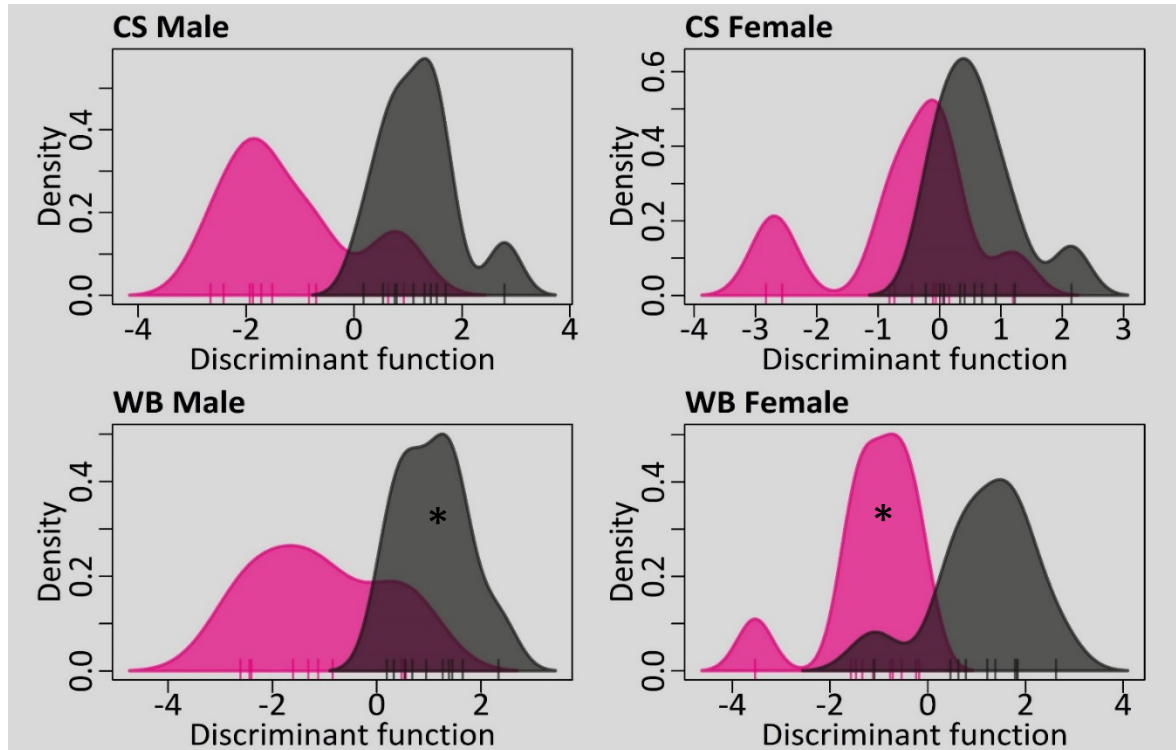 CS Male
Density
0.0 0.2 0.4
-4 -2 0 2 4
Discriminant function
CS Female
Density
0.0 0.2 0.4 0.6
-4 -3 -2 -1 0 1 2 3
Discriminant function
WB Male
Density
0.0 0.2 0.4
*
-4 -2 0 2
Discriminant function
WB Female
Density
0.0 0.2 0.4
*
-4 -2 0 2 4
Discriminant function